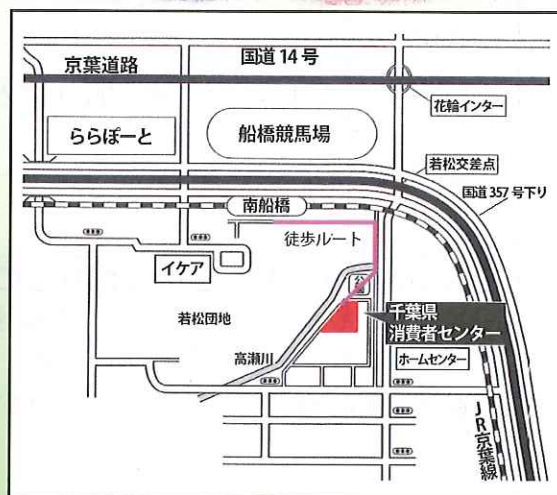 国道14号
京葉道路
花輪インター
ららぽーと
船橋競馬場
若松交差点
国道357号下り
南船橋
徒歩ルート
イケア
公園
若松団地
千葉県
消費者センター
高瀬川
ホームセンター
JR京葉線